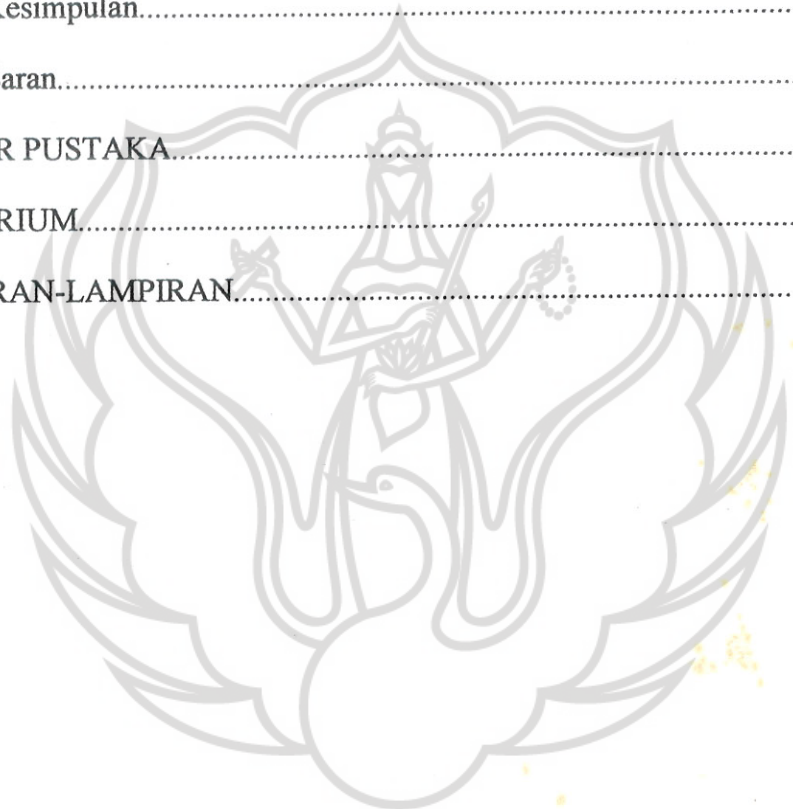 Kesimpulan.....................................................................
aran..............................................................................
R PUSTAKA.................................................................
RIUM............................................................................
RAN-LAMPIRAN........................................................